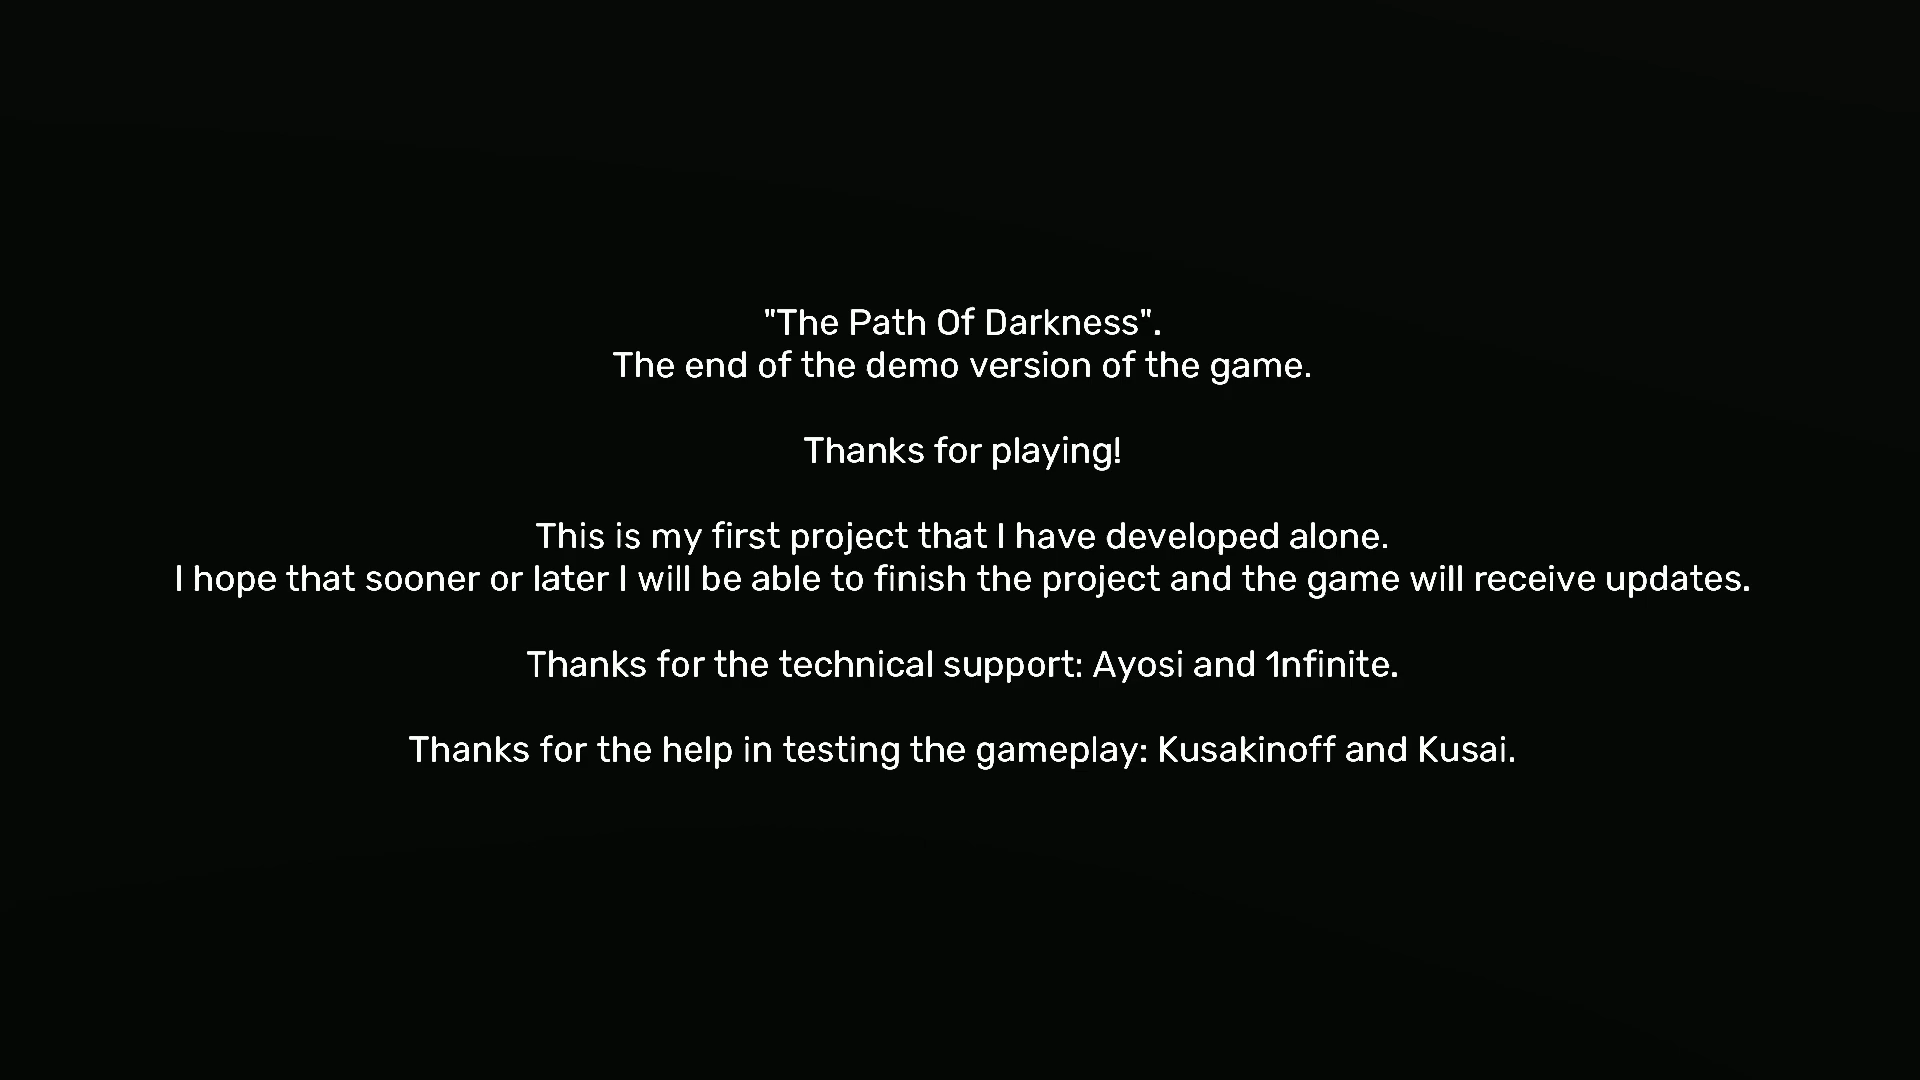 "The Path Of Darkness".
The end of the demo version of the game.
Thanks for playing!
This is my first project that I have developed alone.
I hope that sooner or later I will be able to finish the project and the game will receive updates.
Thanks for the technical support: Ayosi and 1nfinite.
Thanks for the help in testing the gameplay: Kusakinoff and Kusai.